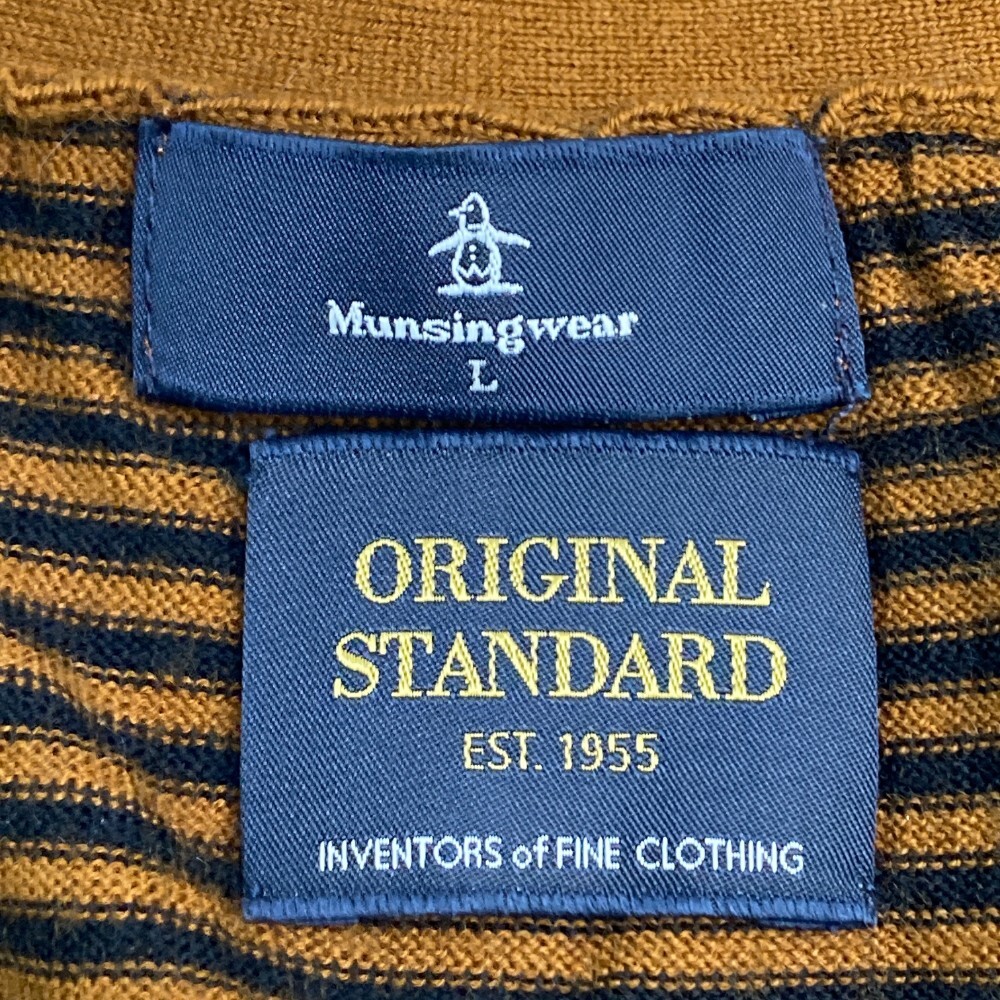 Munsingwear
L
ORIGINAL
STANDARD
EST. 1955
INVENTORS of FINE CLOTHING